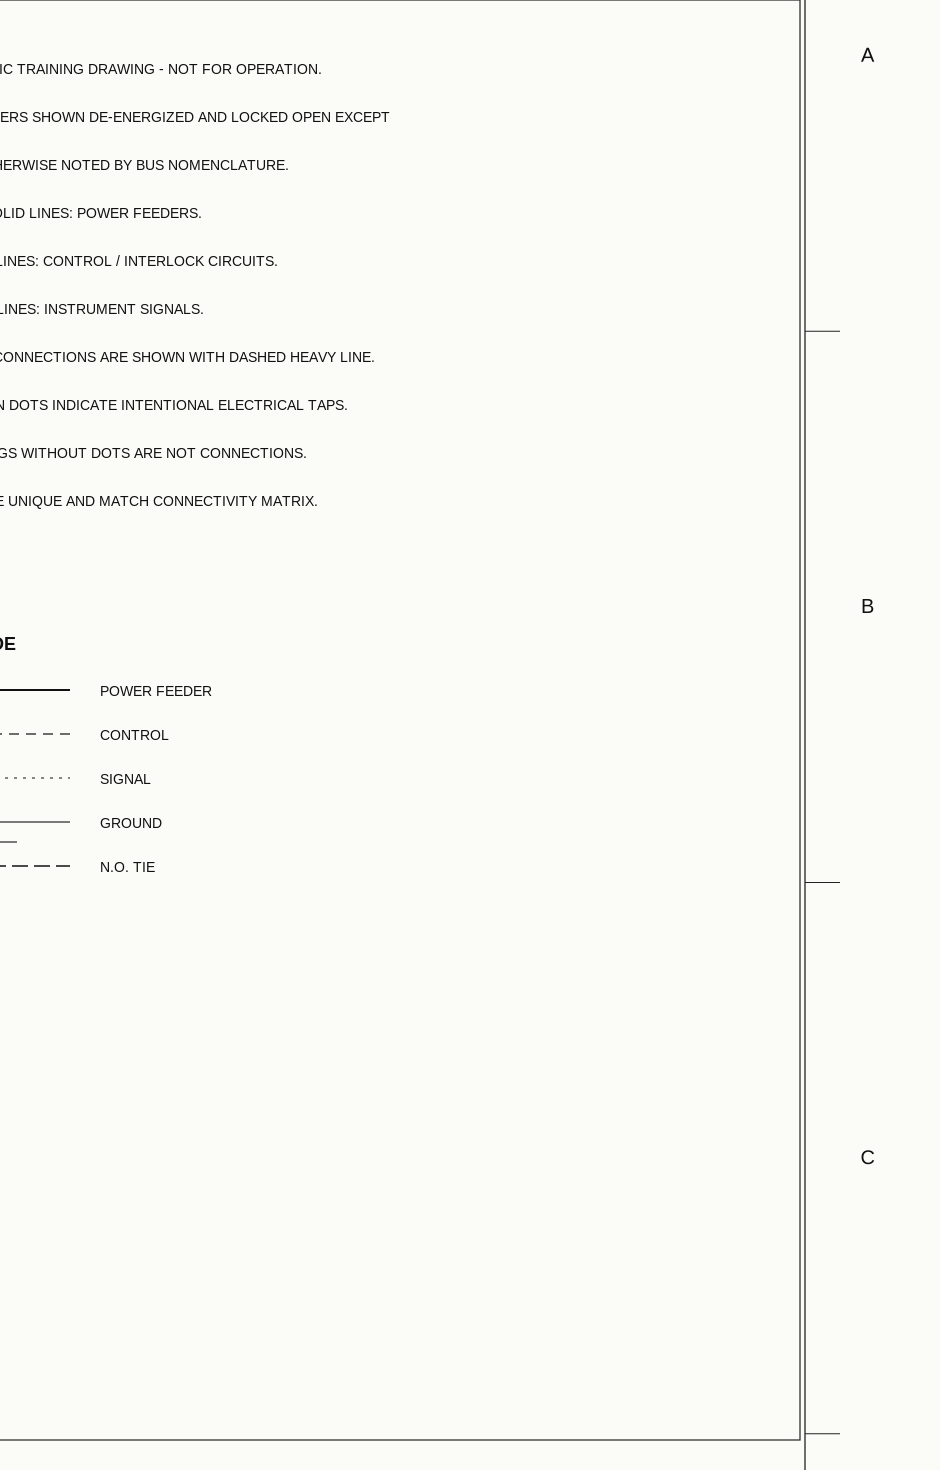 A
IC TRAINING DRAWING - NOT FOR OPERATION.
ERS SHOWN DE-ENERGIZED AND LOCKED OPEN EXCEPT
HERWISE NOTED BY BUS NOMENCLATURE.
OLID LINES: POWER FEEDERS.
LINES: CONTROL / INTERLOCK CIRCUITS.
LINES: INSTRUMENT SIGNALS.
CONNECTIONS ARE SHOWN WITH DASHED HEAVY LINE.
N DOTS INDICATE INTENTIONAL ELECTRICAL TAPS.
GS WITHOUT DOTS ARE NOT CONNECTIONS.
E UNIQUE AND MATCH CONNECTIVITY MATRIX.
B
DE
POWER FEEDER
CONTROL
SIGNAL
GROUND
N.O. TIE
C